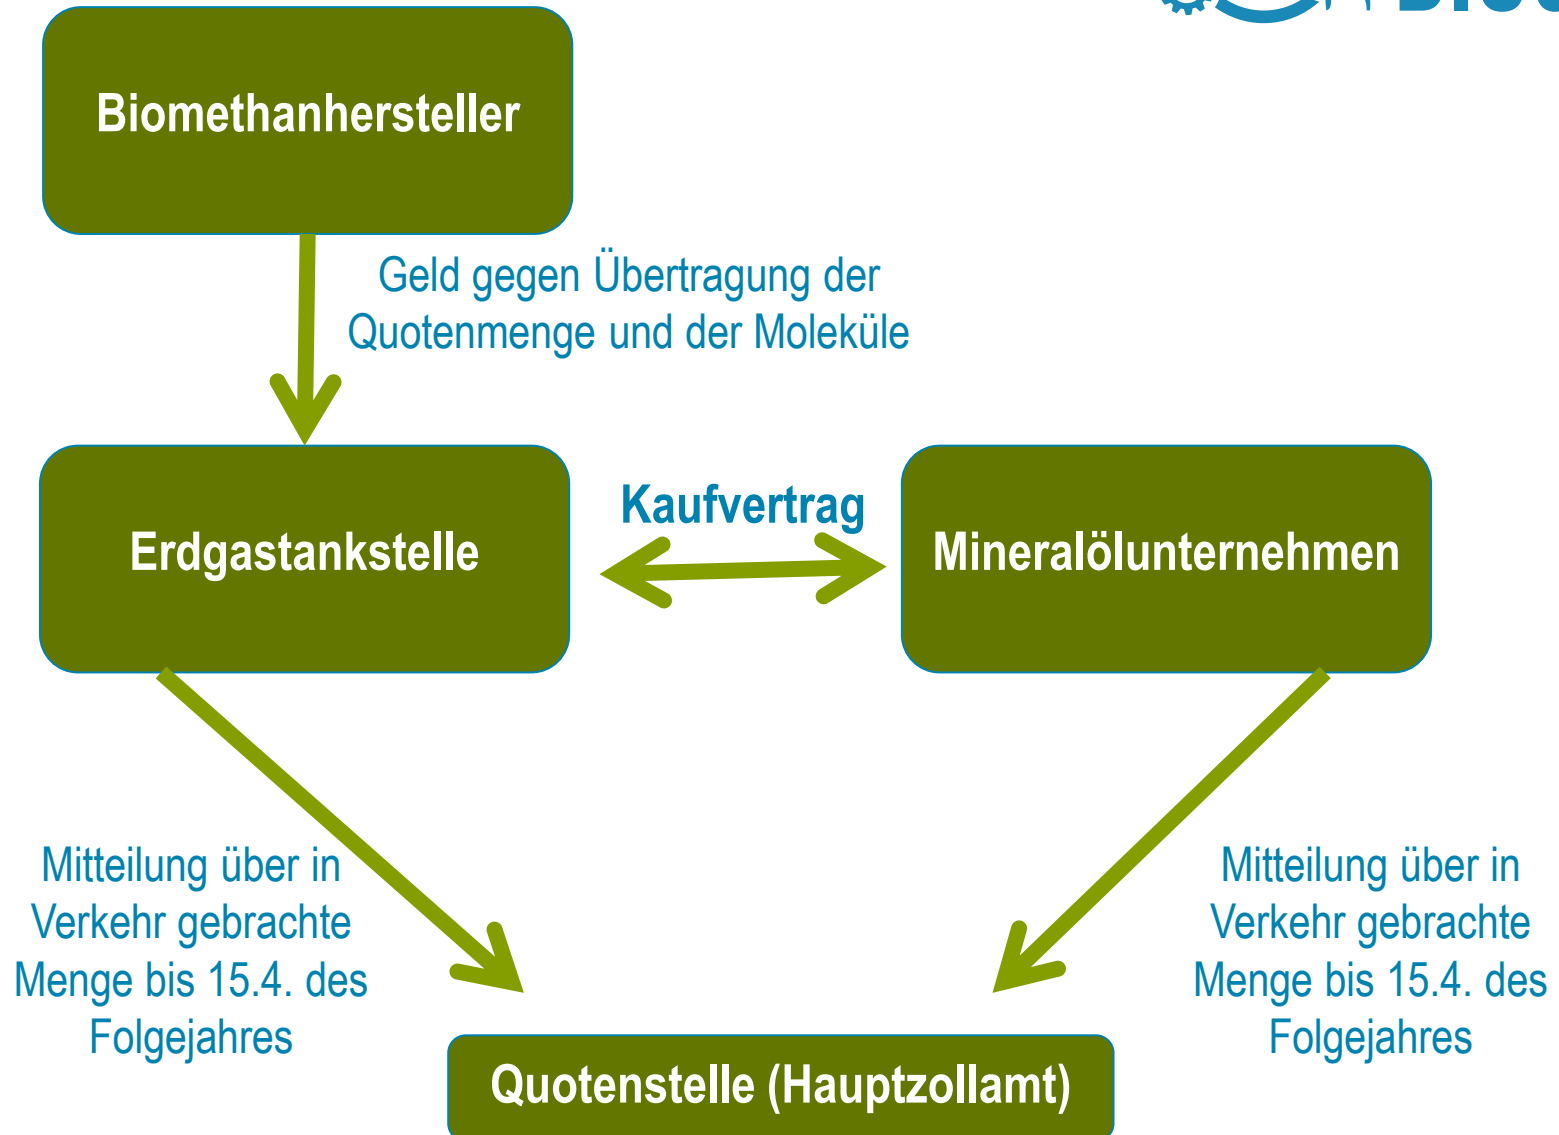 Biomethanhersteller
Geld gegen Übertragung der
Quotenmenge und der Moleküle
Erdgastankstelle
Kaufvertrag
Mineralölunternehmen
Mitteilung über in
Verkehr gebrachte
Menge bis 15.4. des
Folgejahres
Mitteilung über in
Verkehr gebrachte
Menge bis 15.4. des
Folgejahres
Quotenstelle (Hauptzollamt)